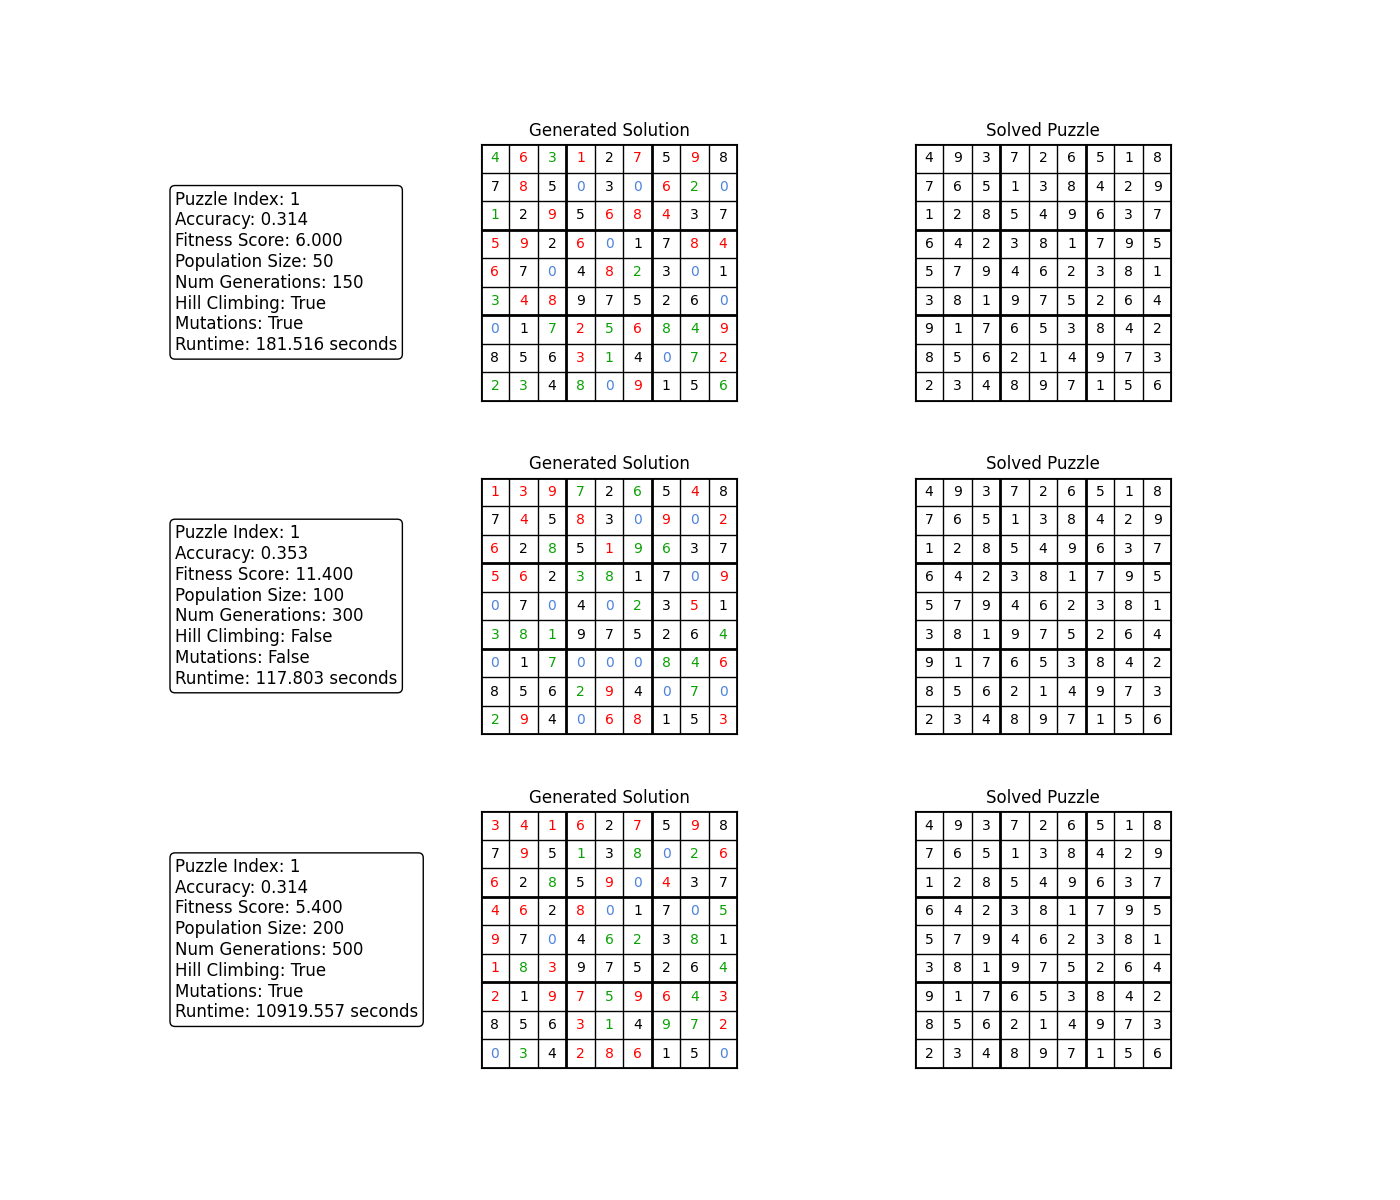 Generated Solution
Solved Puzzle
Puzzle Index: 1
Accuracy: 0.314
Fitness Score: 6.000
Population Size: 50
Num Generations: 150
Hill Climbing: True
Mutations: True
Runtime: 181.516 seconds
4 6 3 1 2 7 5 9 8
7 8 5 0 3 0 6 2 0
1 2 9 5 6 8 4 3 7
5 9 2 6 0 1 7 8 4
6 7 0 4 8 2 3 0 1
3 4 8 9 7 5 2 6 0
0 1 7 2 5 6 8 4 9
8 5 6 3 1 4 0 7 2
2 3 4 8 0 9 1 5 6
4 9 3 7 2 6 5 1 8
7 6 5 1 3 8 4 2 9
1 2 8 5 4 9 6 3 7
6 4 2 3 8 1 7 9 5
5 7 9 4 6 2 3 8 1
3 8 1 9 7 5 2 6 4
9 1 7 6 5 3 8 4 2
8 5 6 2 1 4 9 7 3
2 3 4 8 9 7 1 5 6
Generated Solution
Solved Puzzle
Puzzle Index: 1
Accuracy: 0.353
Fitness Score: 11.400
Population Size: 100
Num Generations: 300
Hill Climbing: False
Mutations: False
Runtime: 117.803 seconds
1 3 9 7 2 6 5 4 8
7 4 5 8 3 0 9 0 2
6 2 8 5 1 9 6 3 7
5 6 2 3 8 1 7 0 9
0 7 0 4 0 2 3 5 1
3 8 1 9 7 5 2 6 4
0 1 7 0 0 0 8 4 6
8 5 6 2 9 4 0 7 0
2 9 4 0 6 8 1 5 3
4 9 3 7 2 6 5 1 8
7 6 5 1 3 8 4 2 9
1 2 8 5 4 9 6 3 7
6 4 2 3 8 1 7 9 5
5 7 9 4 6 2 3 8 1
3 8 1 9 7 5 2 6 4
9 1 7 6 5 3 8 4 2
8 5 6 2 1 4 9 7 3
2 3 4 8 9 7 1 5 6
Generated Solution
Solved Puzzle
Puzzle Index: 1
Accuracy: 0.314
Fitness Score: 5.400
Population Size: 200
Num Generations: 500
Hill Climbing: True
Mutations: True
Runtime: 10919.557 seconds
3 4 1 6 2 7 5 9 8
7 9 5 1 3 8 0 2 6
6 2 8 5 9 0 4 3 7
4 6 2 8 0 1 7 0 5
9 7 0 4 6 2 3 8 1
1 8 3 9 7 5 2 6 4
2 1 9 7 5 9 6 4 3
8 5 6 3 1 4 9 7 2
0 3 4 2 8 6 1 5 0
4 9 3 7 2 6 5 1 8
7 6 5 1 3 8 4 2 9
1 2 8 5 4 9 6 3 7
6 4 2 3 8 1 7 9 5
5 7 9 4 6 2 3 8 1
3 8 1 9 7 5 2 6 4
9 1 7 6 5 3 8 4 2
8 5 6 2 1 4 9 7 3
2 3 4 8 9 7 1 5 6